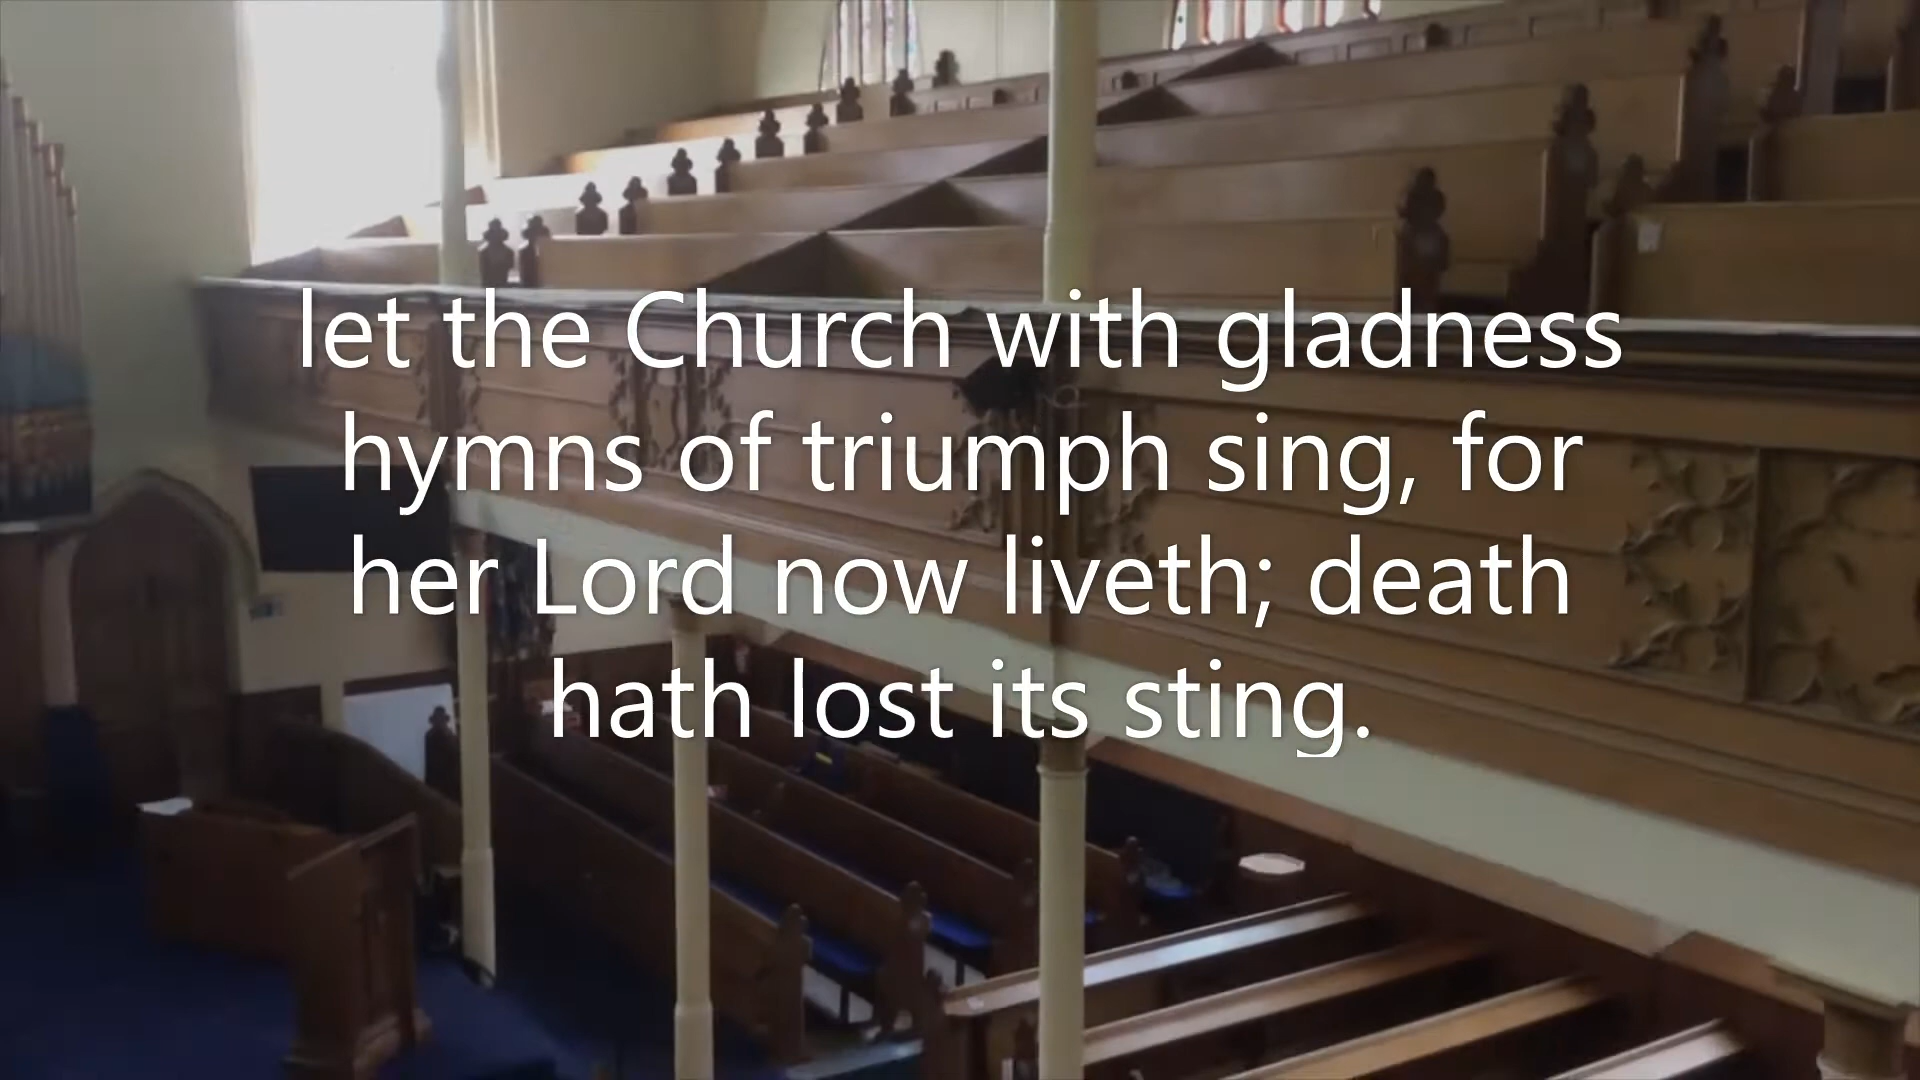 let the Church with gladness
hymns of triumph sing, for
her Lord now liveth; death
hath lost its sting.